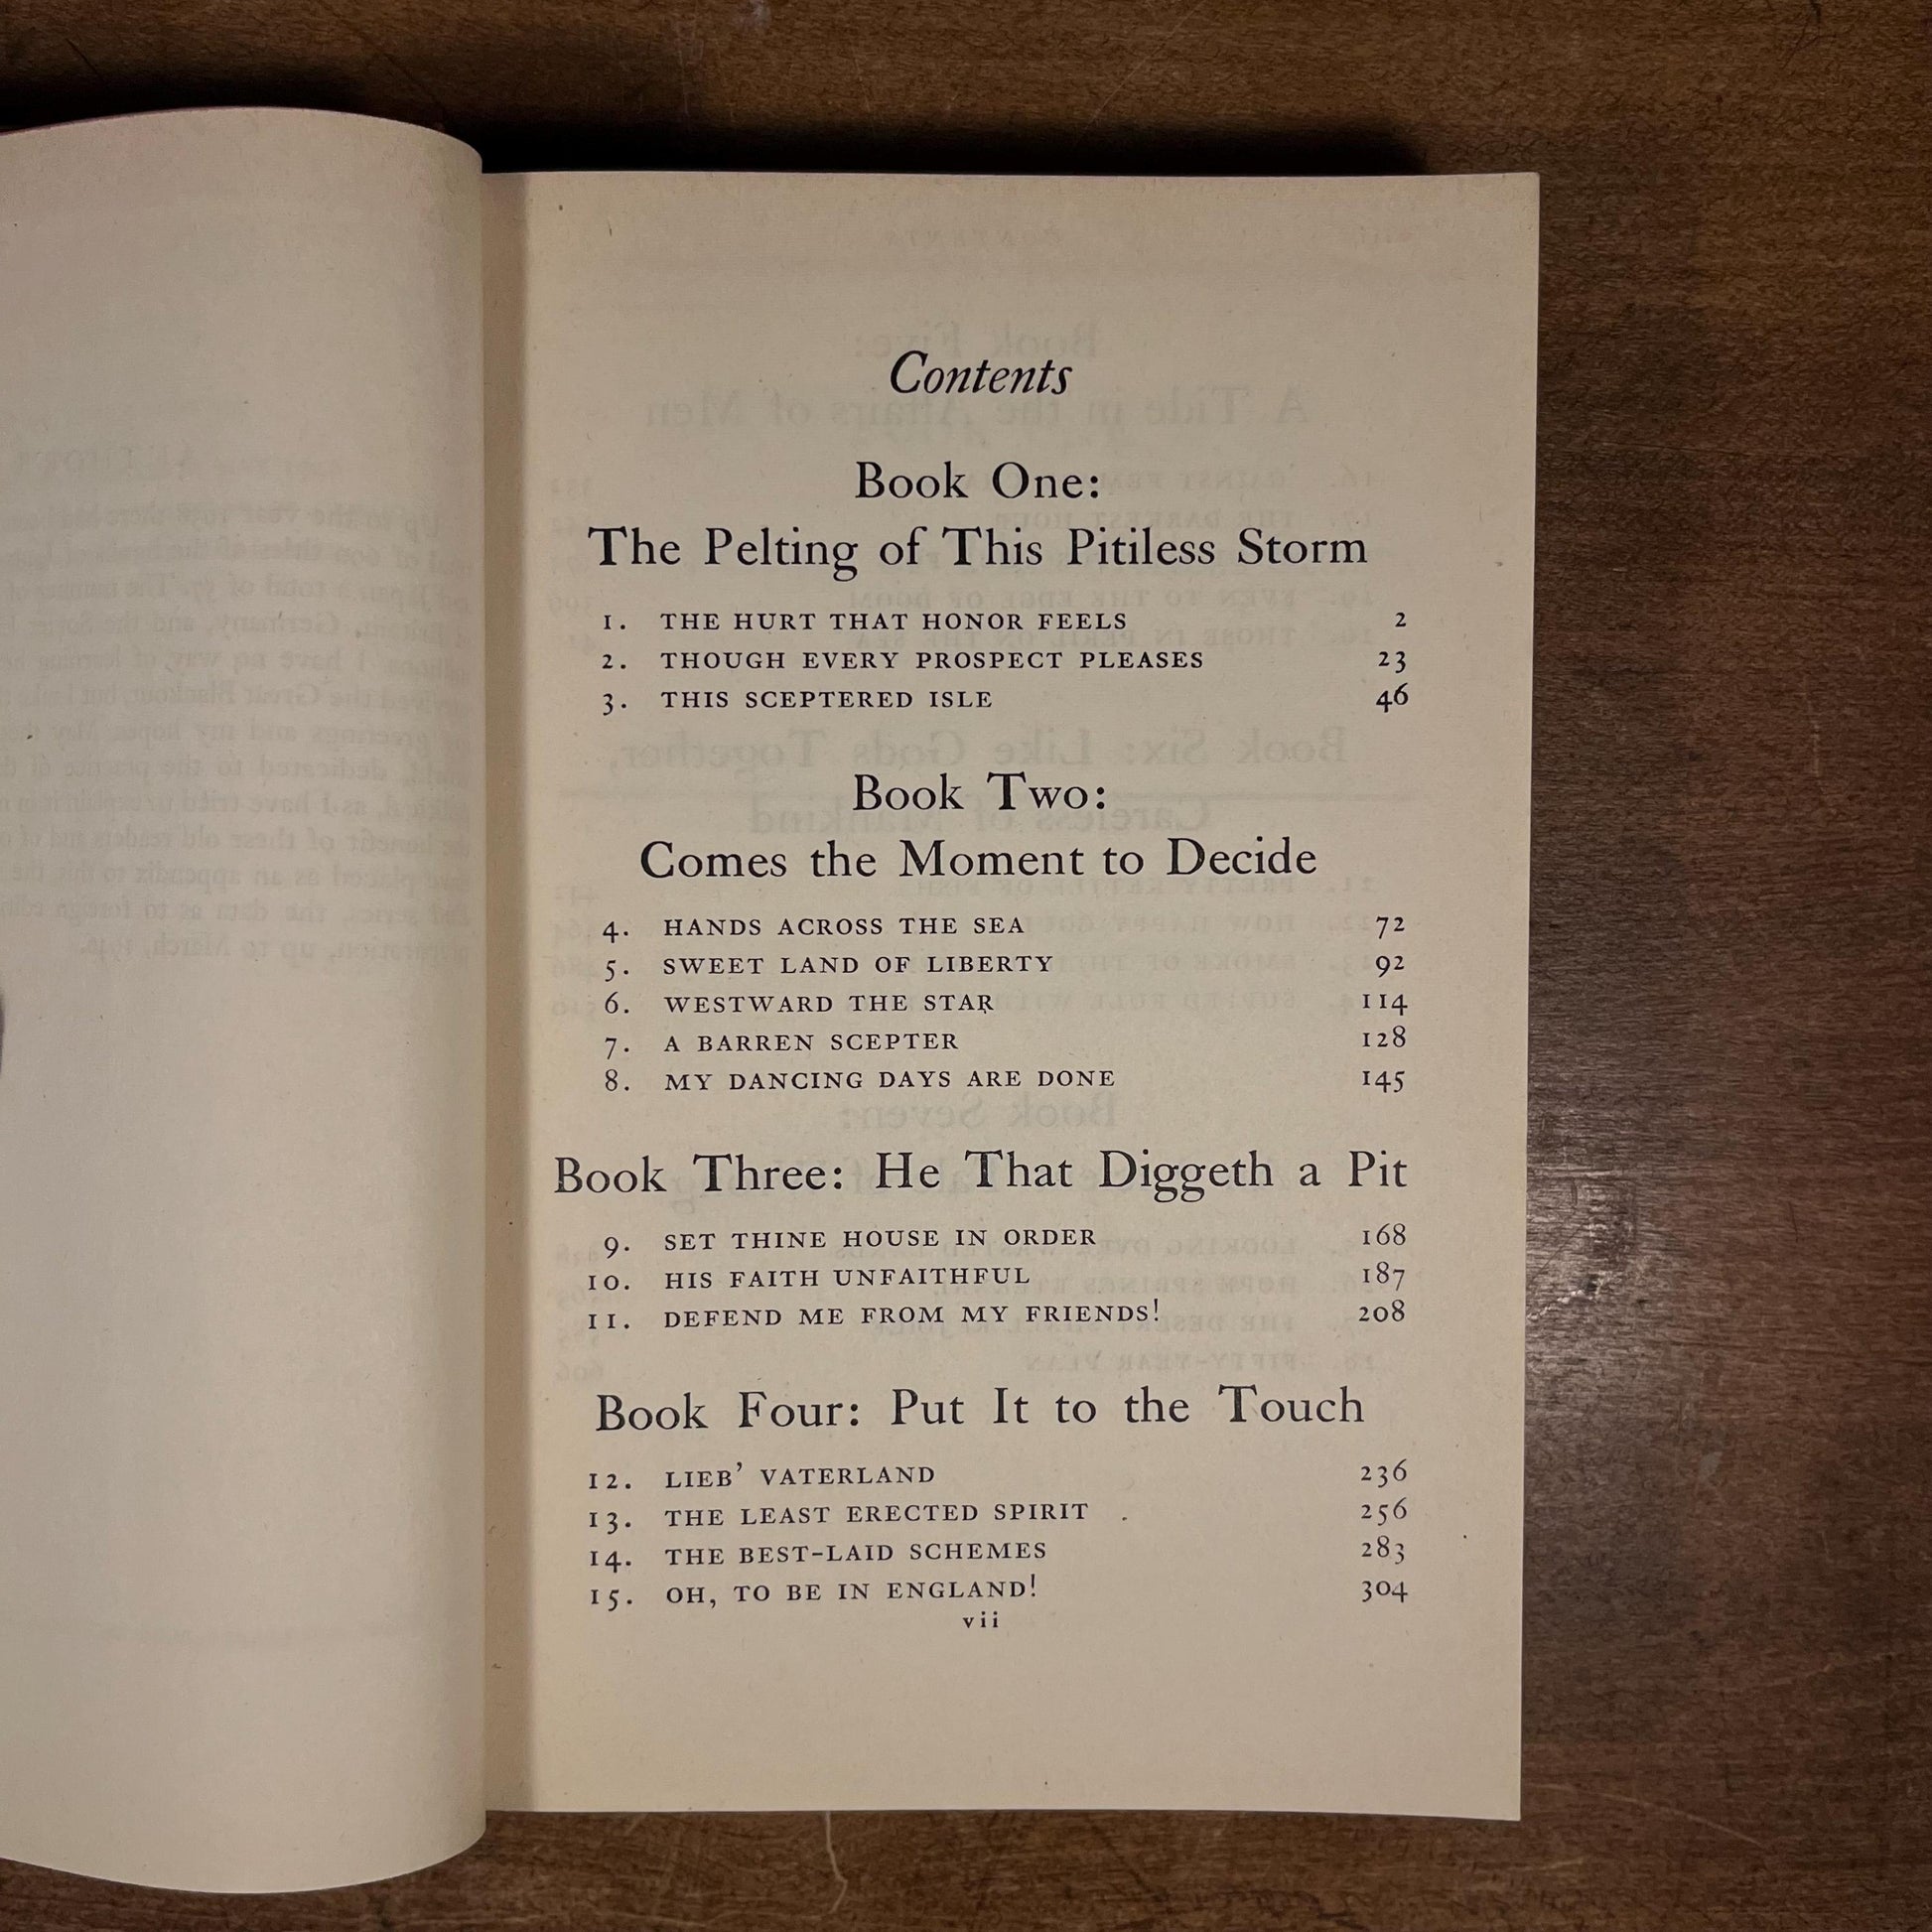 Contents
Book One:
The Pelting of This Pitiless Storm
1. THE HURT THAT HONOR FEELS 2
2. THOUGH EVERY PROSPECT PLEASES 23
3. THIS SCEPTERED ISLE 46
Book Two:
Comes the Moment to Decide
4. HANDS ACROSS THE SEA 72
5. SWEET LAND OF LIBERTY 92
6. WESTWARD THE STAR 114
7. A BARREN SCEPTER 128
8. MY DANCING DAYS ARE DONE 145
Book Three: He That Diggeth a Pit
9. SET THINE HOUSE IN ORDER 168
10. HIS FAITH UNFAITHFUL 187
11. DEFEND ME FROM MY FRIENDS! 208
Book Four: Put It to the Touch
12. LIEB' VATERLAND 236
13. THE LEAST ERECTED SPIRIT 256
14. THE BEST-LAID SCHEMES 283
15. OH, TO BE IN ENGLAND! 304
vii